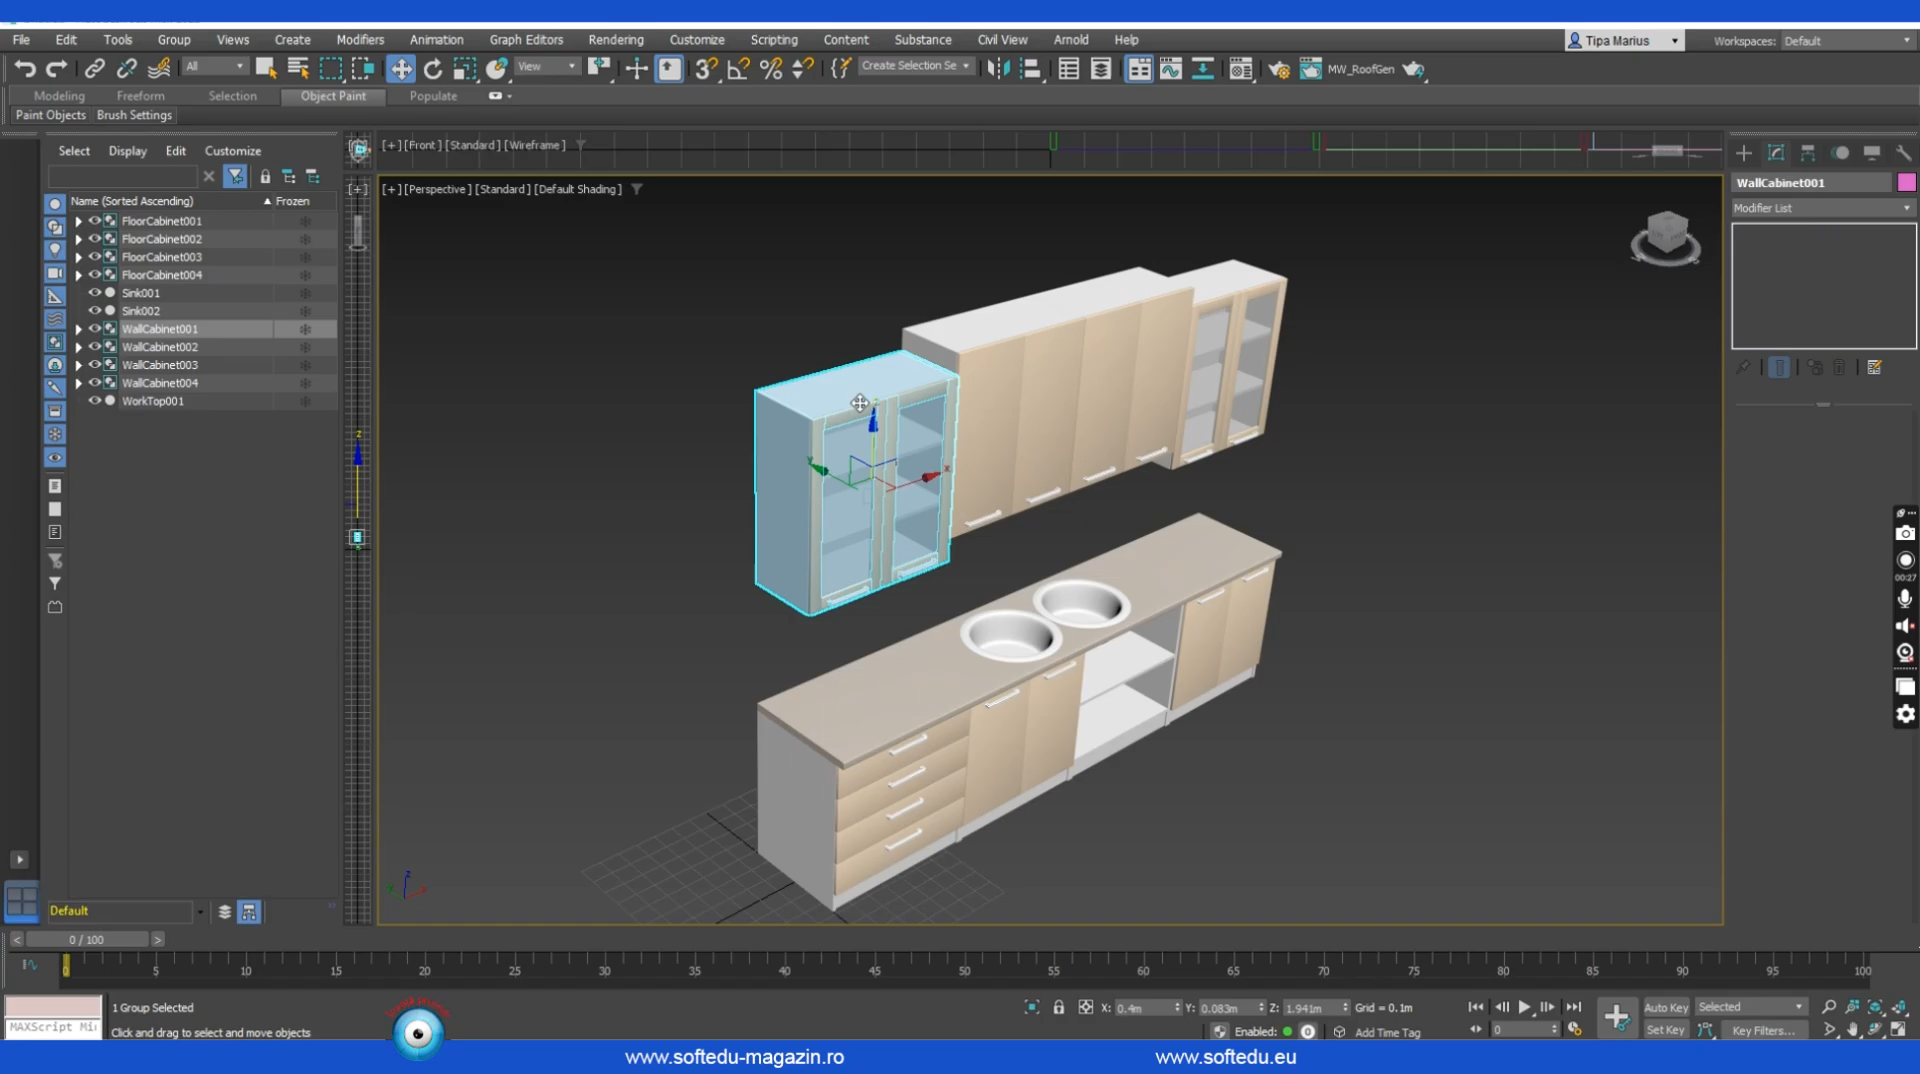 File Edit Tools Group Views Create Modifiers Animation Graph Editors Rendering Customize Scripting Content Substance Civil View Arnold Help Tipa Marius Workspaces: Default
All View Create Selection Se MW_RoofGen
Modeling Freeform Selection Object Paint Populate
Paint Objects Brush Settings
Select Display Edit Customize
[+] [Front] [Standard] [Wireframe]
[+] [+] [Perspective] [Standard] [Default Shading]
WallCabinet001
Modifier List
Name (Sorted Ascending) Frozen
FloorCabinet001
FloorCabinet002
FloorCabinet003
FloorCabinet004
Sink001
Sink002
WallCabinet001
WallCabinet002
WallCabinet003
WallCabinet004
WorkTop001
z
x
y
00:27
z
Default
0 / 100
0 5 10 15 20 25 30 35 40 45 50 55 60 65 70 75 80 85 90 95 100
1 Group Selected X: 0.4m Y: 0.083m Z: 1.941m Grid = 0.1m Auto Key Selected
MAXScript Mi
Click and drag to select and move objects Enabled: 0 Add Time Tag 0 Set Key Key Filters...
www.softedu-magazin.ro www.softedu.eu